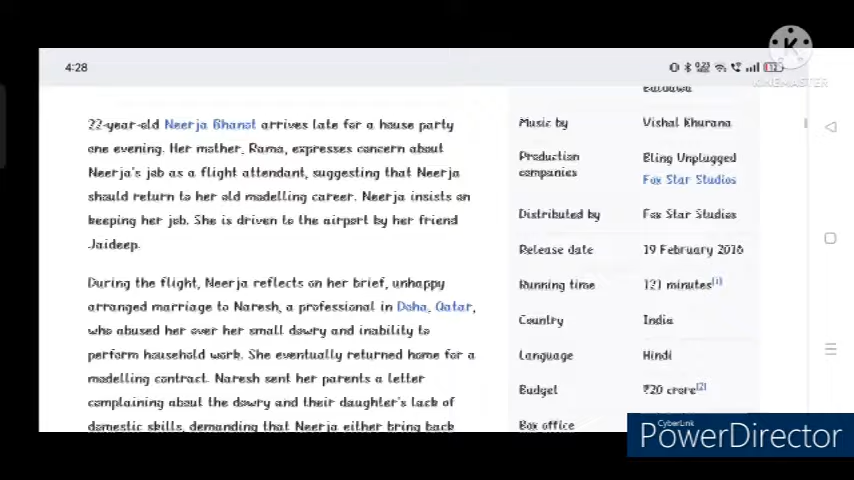 4:28
KINEMASTER
22-year-old Neerja Bhanot arrives late for a house party
one evening. Her mother, Rama, expresses concern about
Neerja's job as a flight attendant, suggesting that Neerja
should return to her old modelling career. Neerja insists on
keeping her job. She is driven to the airport by her friend
Jaideep.
During the flight, Neerja reflects on her brief, unhappy
arranged marriage to Naresh, a professional in Doha, Qatar,
who abused her over her small dowry and inability to
perform household work. She eventually returned home for a
modelling contract. Naresh sent her parents a letter
complaining about the dowry and their daughter's lack of
domestic skills, demanding that Neerja either bring back
Music by Vishal Khurana
Production companies Bling Unplugged
Fox Star Studios
Distributed by Fox Star Studios
Release date 19 February 2016
Running time 121 minutes[1]
Country India
Language Hindi
Budget ₹20 crore[2]
Box office
CyberLink
PowerDirector